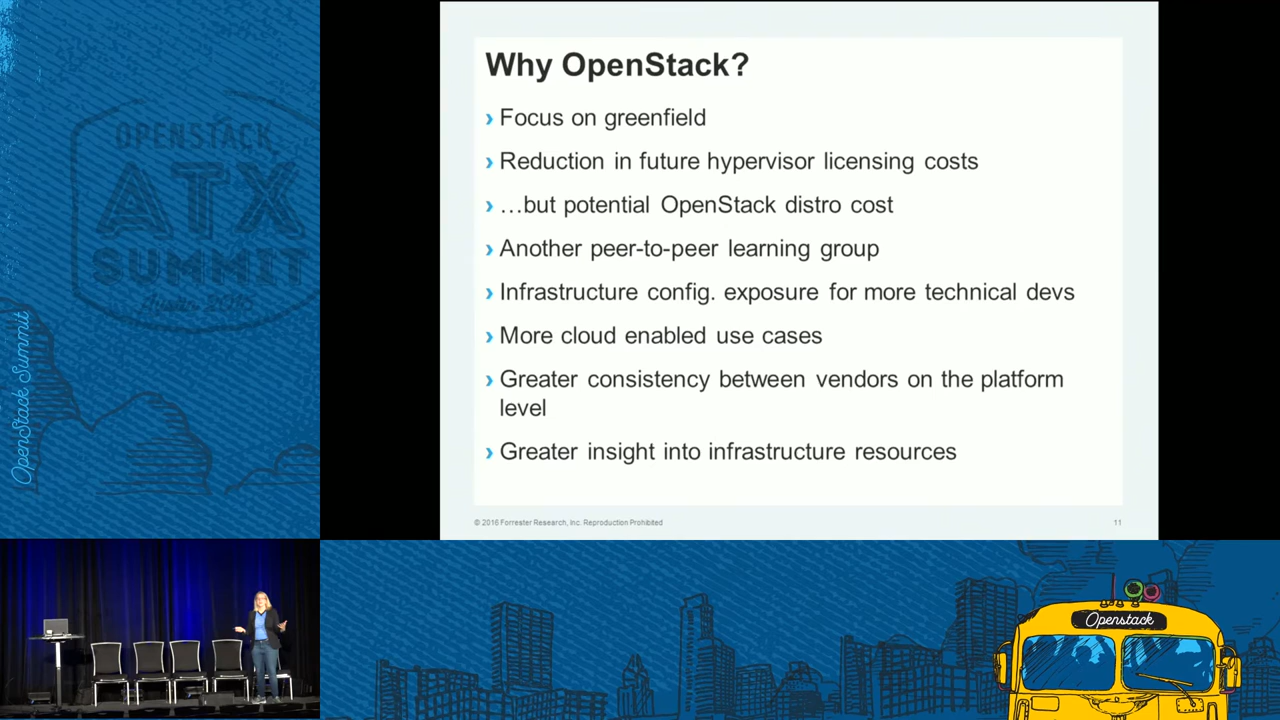 Why OpenStack?
› Focus on greenfield
› Reduction in future hypervisor licensing costs
› …but potential OpenStack distro cost
› Another peer-to-peer learning group
› Infrastructure config. exposure for more technical devs
› More cloud enabled use cases
› Greater consistency between vendors on the platform
level
› Greater insight into infrastructure resources
© 2016 Forrester Research, Inc. Reproduction Prohibited
11
OPENSTACK
ATX
SUMMIT
Austin 2016
OpenStack Summit
Openstack